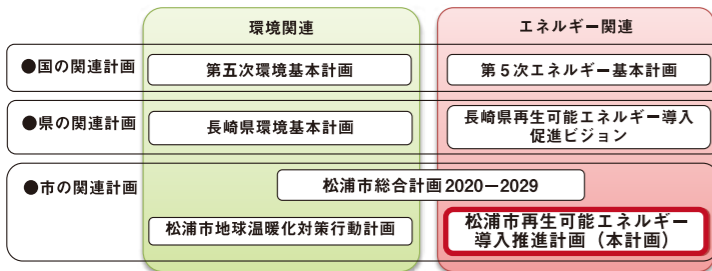 環境関連
エネルギー関連
●国の関連計画
第五次環境基本計画
第5次エネルギー基本計画
●県の関連計画
長崎県環境基本計画
長崎県再生可能エネルギー導入
促進ビジョン
●市の関連計画
松浦市総合計画2020－2029
松浦市地球温暖化対策行動計画
松浦市再生可能エネルギー
導入推進計画（本計画）